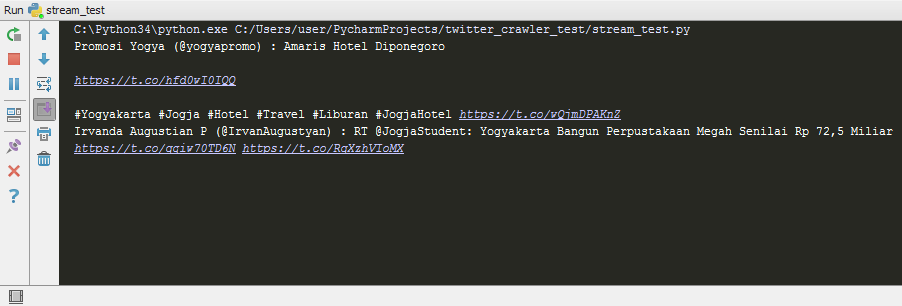 Run stream_test
C:\Python34\python.exe C:/Users/user/PycharmProjects/twitter_crawler_test/stream_test.py
Promosi Yogya (@yogyapromo) : Amaris Hotel Diponegoro
https://t.co/hfd0wI0IQQ
#Yogyakarta #Jogja #Hotel #Travel #Liburan #JogjaHotel https://t.co/wQjmDPAKnZ
Irvanda Augustian P (@IrvanAugustyan) : RT @JogjaStudent: Yogyakarta Bangun Perpustakaan Megah Senilai Rp 72,5 Miliar
https://t.co/qqiw70TD6N https://t.co/RqXzhVIoMX